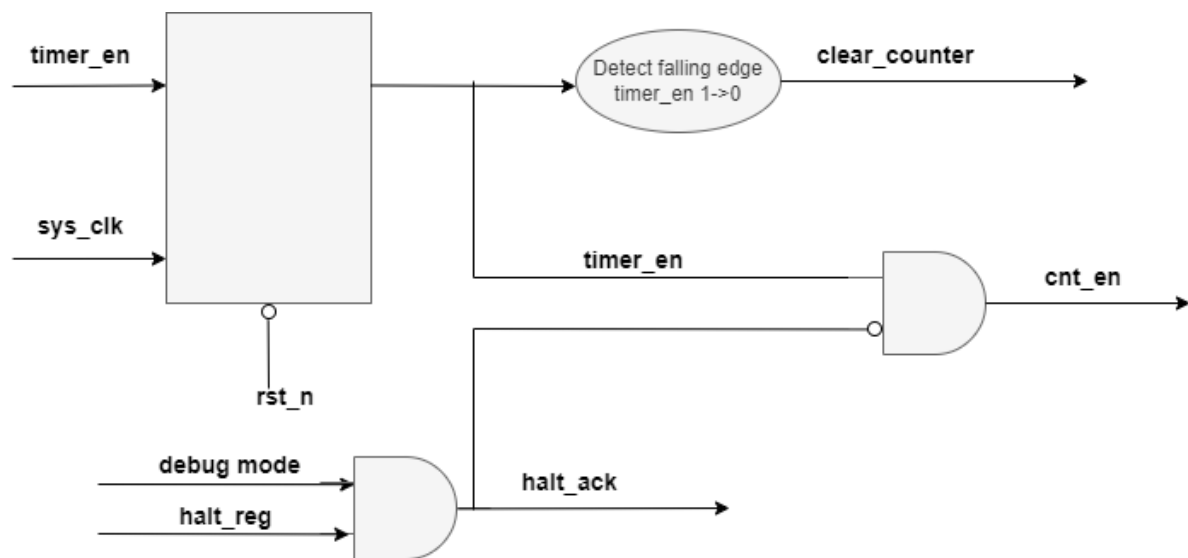 timer_en
Detect falling edge
timer_en 1->0
clear_counter
sys_clk
timer_en
cnt_en
rst_n
debug mode
halt_ack
halt_reg